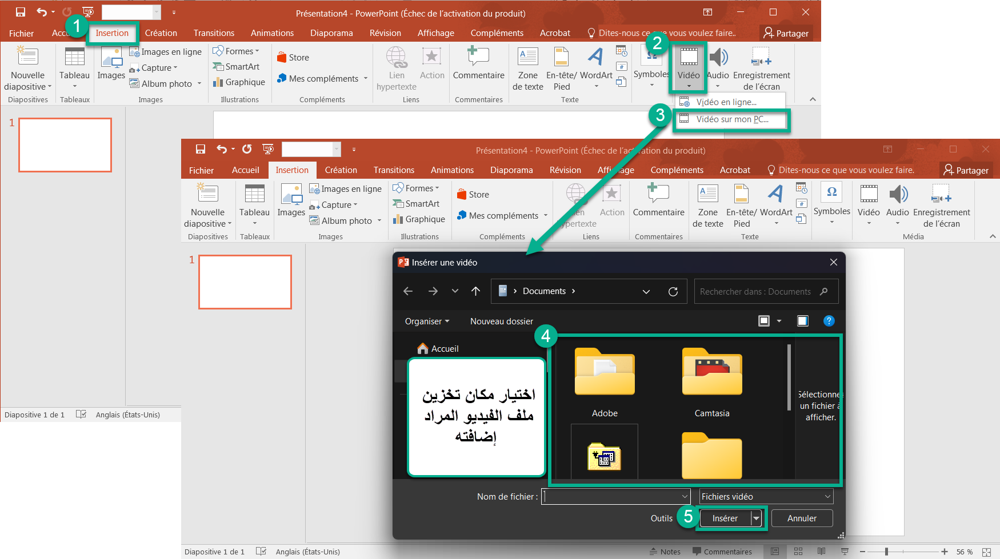 Présentation4 - PowerPoint (Échec de l'activation du produit)
1
Fichier Insertion Création Transitions Animations Diaporama Révision Affichage Compléments Acrobat Dites-nous ce que vous voulez faire.. Partager
2
Nouvelle diapositive
Tableau
Images
Images en ligne
Capture
Album photo
Formes
SmartArt
Graphique
Store
Mes compléments
Lien hypertexte
Action
Commentaire
Zone de texte
En-tête/ Pied
WordArt
Symboles
Vidéo
Audio
Enregistrement de l'écran
Diapositives Tableaux Images Illustrations Compléments Liens Commentaires Texte
Vidéo en ligne...
3
Vidéo sur mon PC...
1
Diapositive 1 de 1 Anglais (États-Unis)
Présentation4 - PowerPoint (Échec de l'activation du produit)
Fichier Accueil Insertion Création Transitions Animations Diaporama Révision Affichage Compléments Acrobat Dites-nous ce que vous voulez faire. Partager
Nouvelle diapositive
Tableau
Images
Images en ligne
Capture
Album photo
Formes
SmartArt
Graphique
Store
Mes compléments
Action
Commentaire
Zone de texte
En-tête/ Pied
WordArt
Symboles
Vidéo
Audio
Enregistrement de l'écran
Diapositives Tableaux Images Illustrations Compléments Liens Commentaires Texte Média
1
Insérer une vidéo
Documents
Rechercher dans : Documents
Organiser Nouveau dossier
4
Accueil
اختيار مكان تخزين
ملف الفيديو المراد
إضافته
Adobe
Camtasia
Sélectionnez
un fichier à
afficher.
Nom de fichier :
Fichiers vidéo
Outils
5
Insérer
Annuler
Diapositive 1 de 1 Anglais (États-Unis) Notes Commentaires 56 %